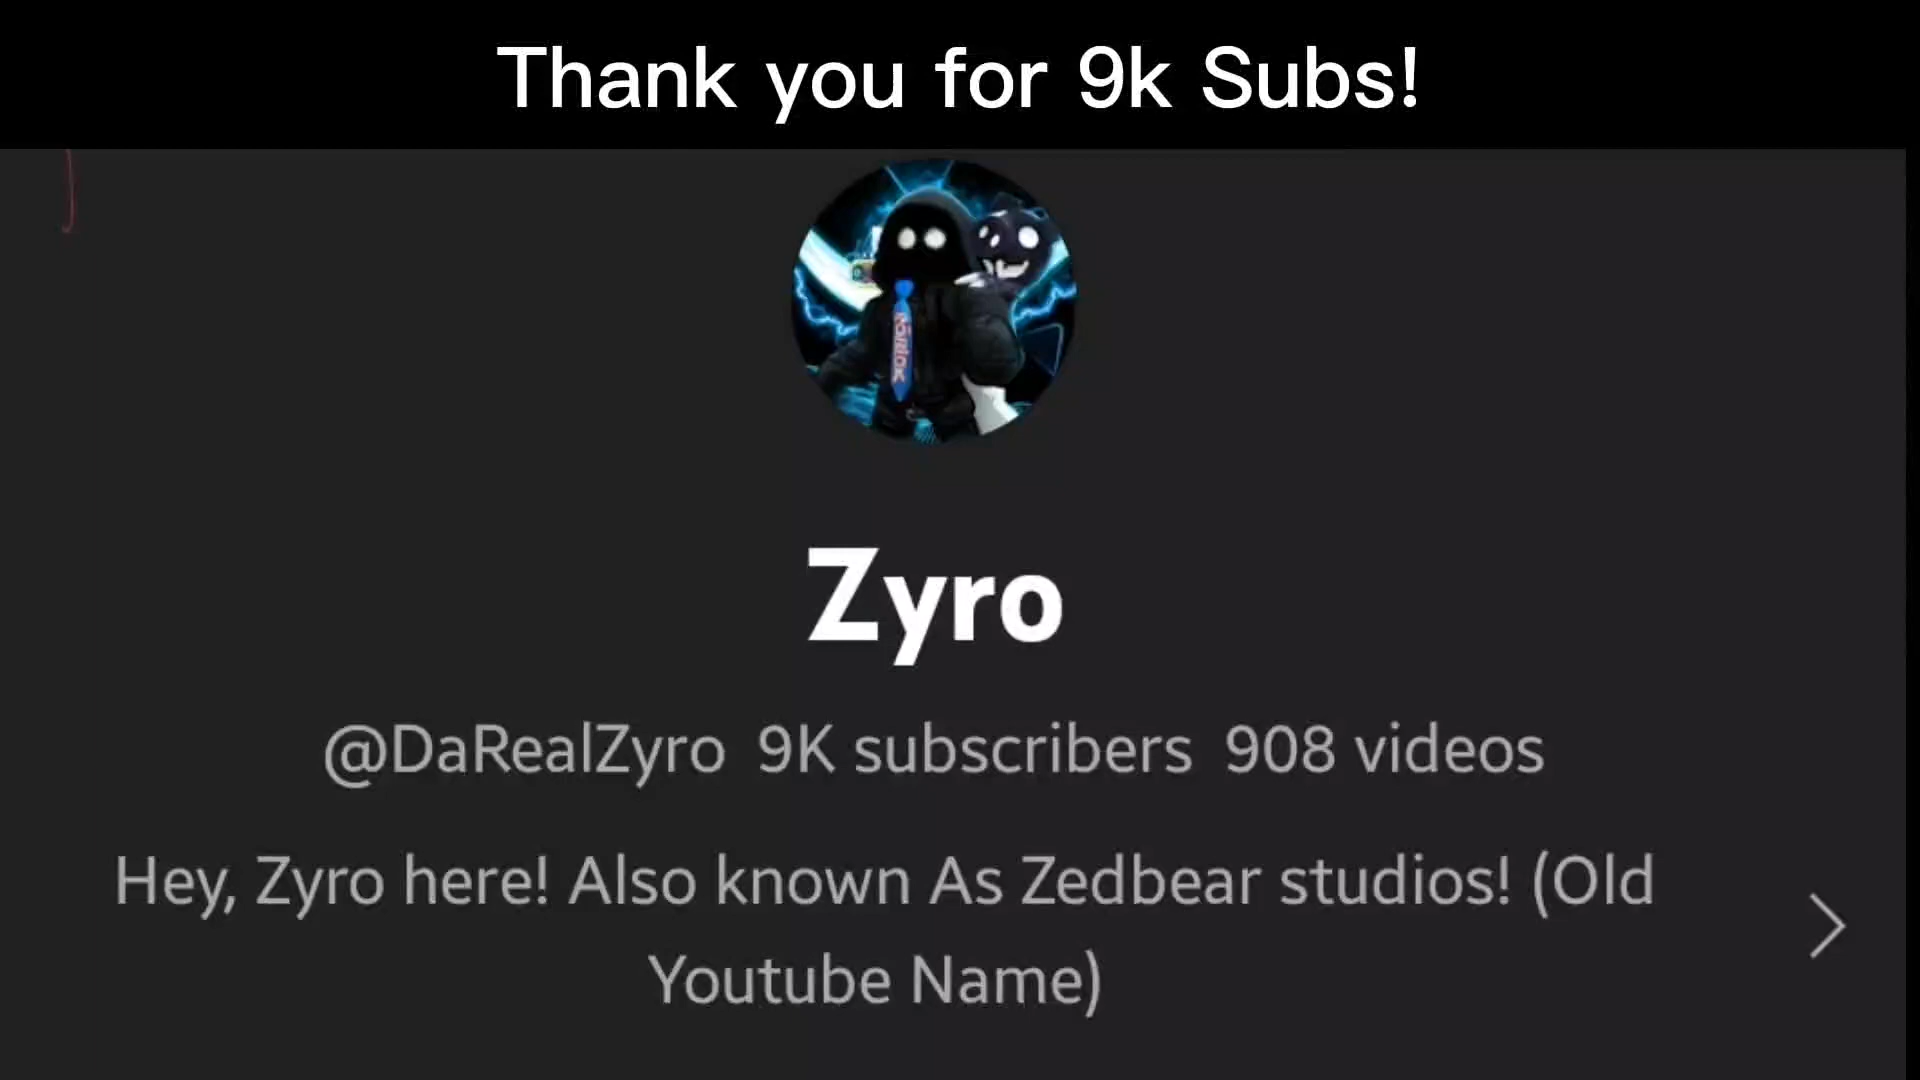 Thank you for 9k Subs!
ROBLOX
Zyro
@DaRealZyro 9K subscribers 908 videos
Hey, Zyro here! Also known As Zedbear studios! (Old
Youtube Name)